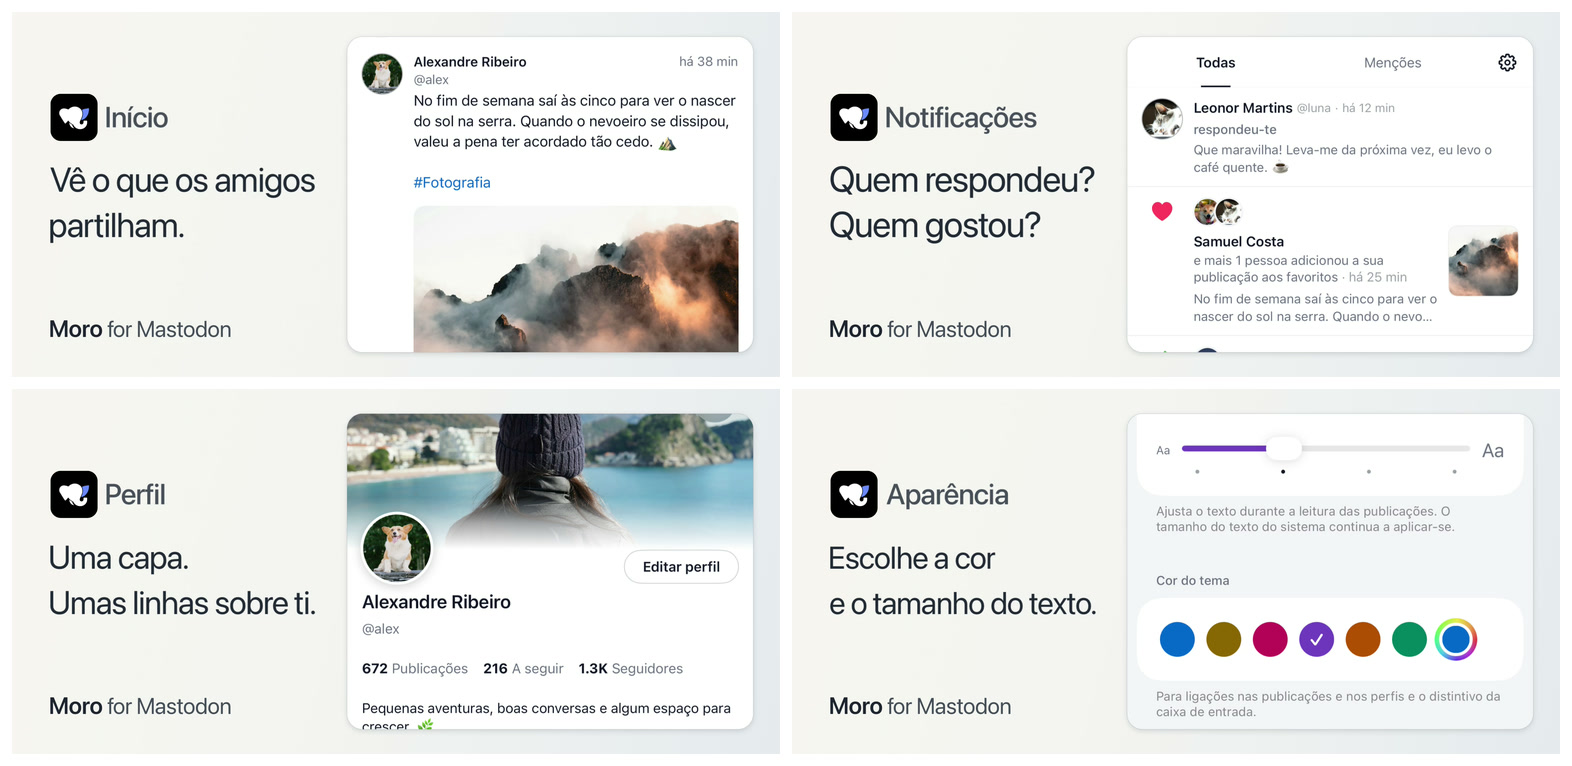 Início
Vê o que os amigos
partilham.
Moro for Mastodon
Alexandre Ribeiro
há 38 min
@alex
No fim de semana saí às cinco para ver o nascer
do sol na serra. Quando o nevoeiro se dissipou,
valeu a pena ter acordado tão cedo. ⛰️
#Fotografia
Notificações
Quem respondeu?
Quem gostou?
Moro for Mastodon
Todas
Menções
Leonor Martins @luna · há 12 min
respondeu-te
Que maravilha! Leva-me da próxima vez, eu levo o
café quente. ☕
Samuel Costa
e mais 1 pessoa adicionou a sua
publicação aos favoritos · há 25 min
No fim de semana saí às cinco para ver o
nascer do sol na serra. Quando o nevo...
Perfil
Uma capa.
Umas linhas sobre ti.
Moro for Mastodon
Editar perfil
Alexandre Ribeiro
@alex
672 Publicações 216 A seguir 1.3K Seguidores
Pequenas aventuras, boas conversas e algum espaço para
crescer. 🌿
Aparência
Escolhe a cor
e o tamanho do texto.
Moro for Mastodon
Aa
Aa
Ajusta o texto durante a leitura das publicações. O
tamanho do texto do sistema continua a aplicar-se.
Cor do tema
Para ligações nas publicações e nos perfis e o distintivo da
caixa de entrada.